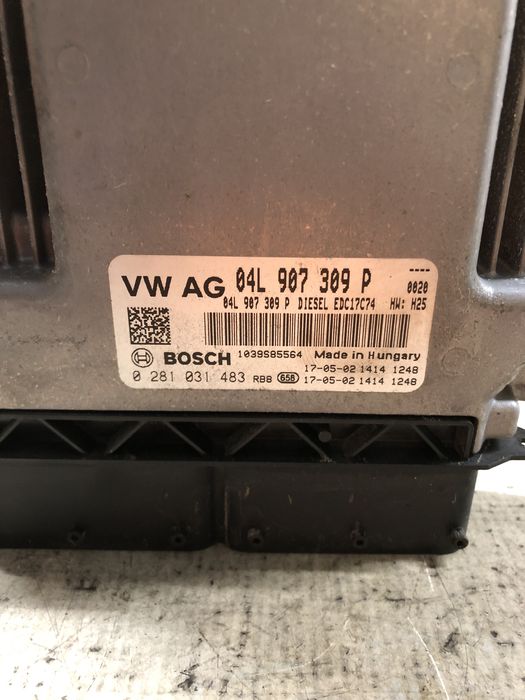 ----
VW AG 04L 907 309 P 0020
04L 907 309 P DIESEL EDC17C74 HW: H25
BOSCH 1039S85564 Made in Hungary
17-05-02 1414 1248
0 281 031 483 RBB 658 17-05-02 1414 1248